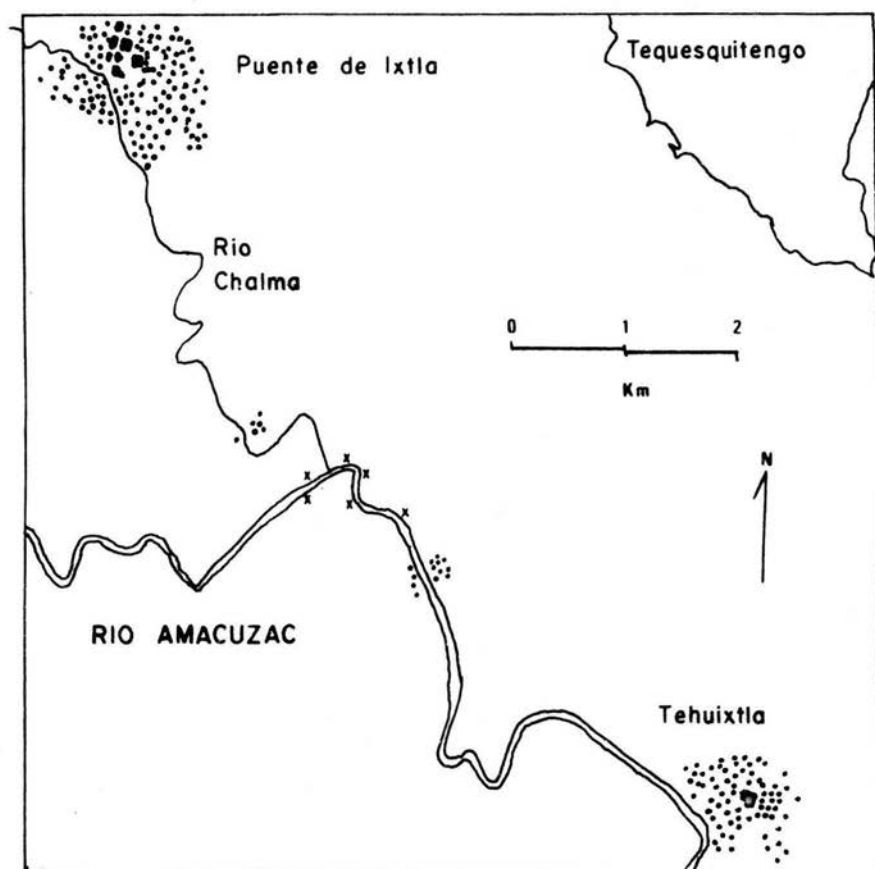 Puente de Ixtla
Tequesquitengo
Rio
Chalma
0 1 2
Km
N
x
x
x
x
x
x
RIO AMACUZAC
Tehuixtla